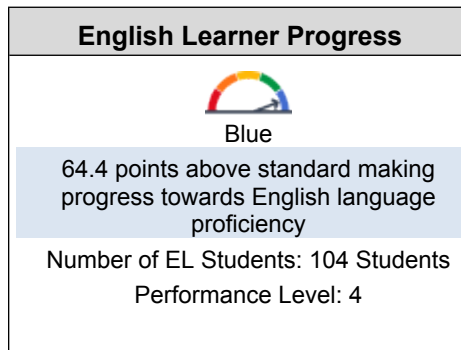 English Learner Progress
Blue
64.4 points above standard making
progress towards English language
proficiency
Number of EL Students: 104 Students
Performance Level: 4